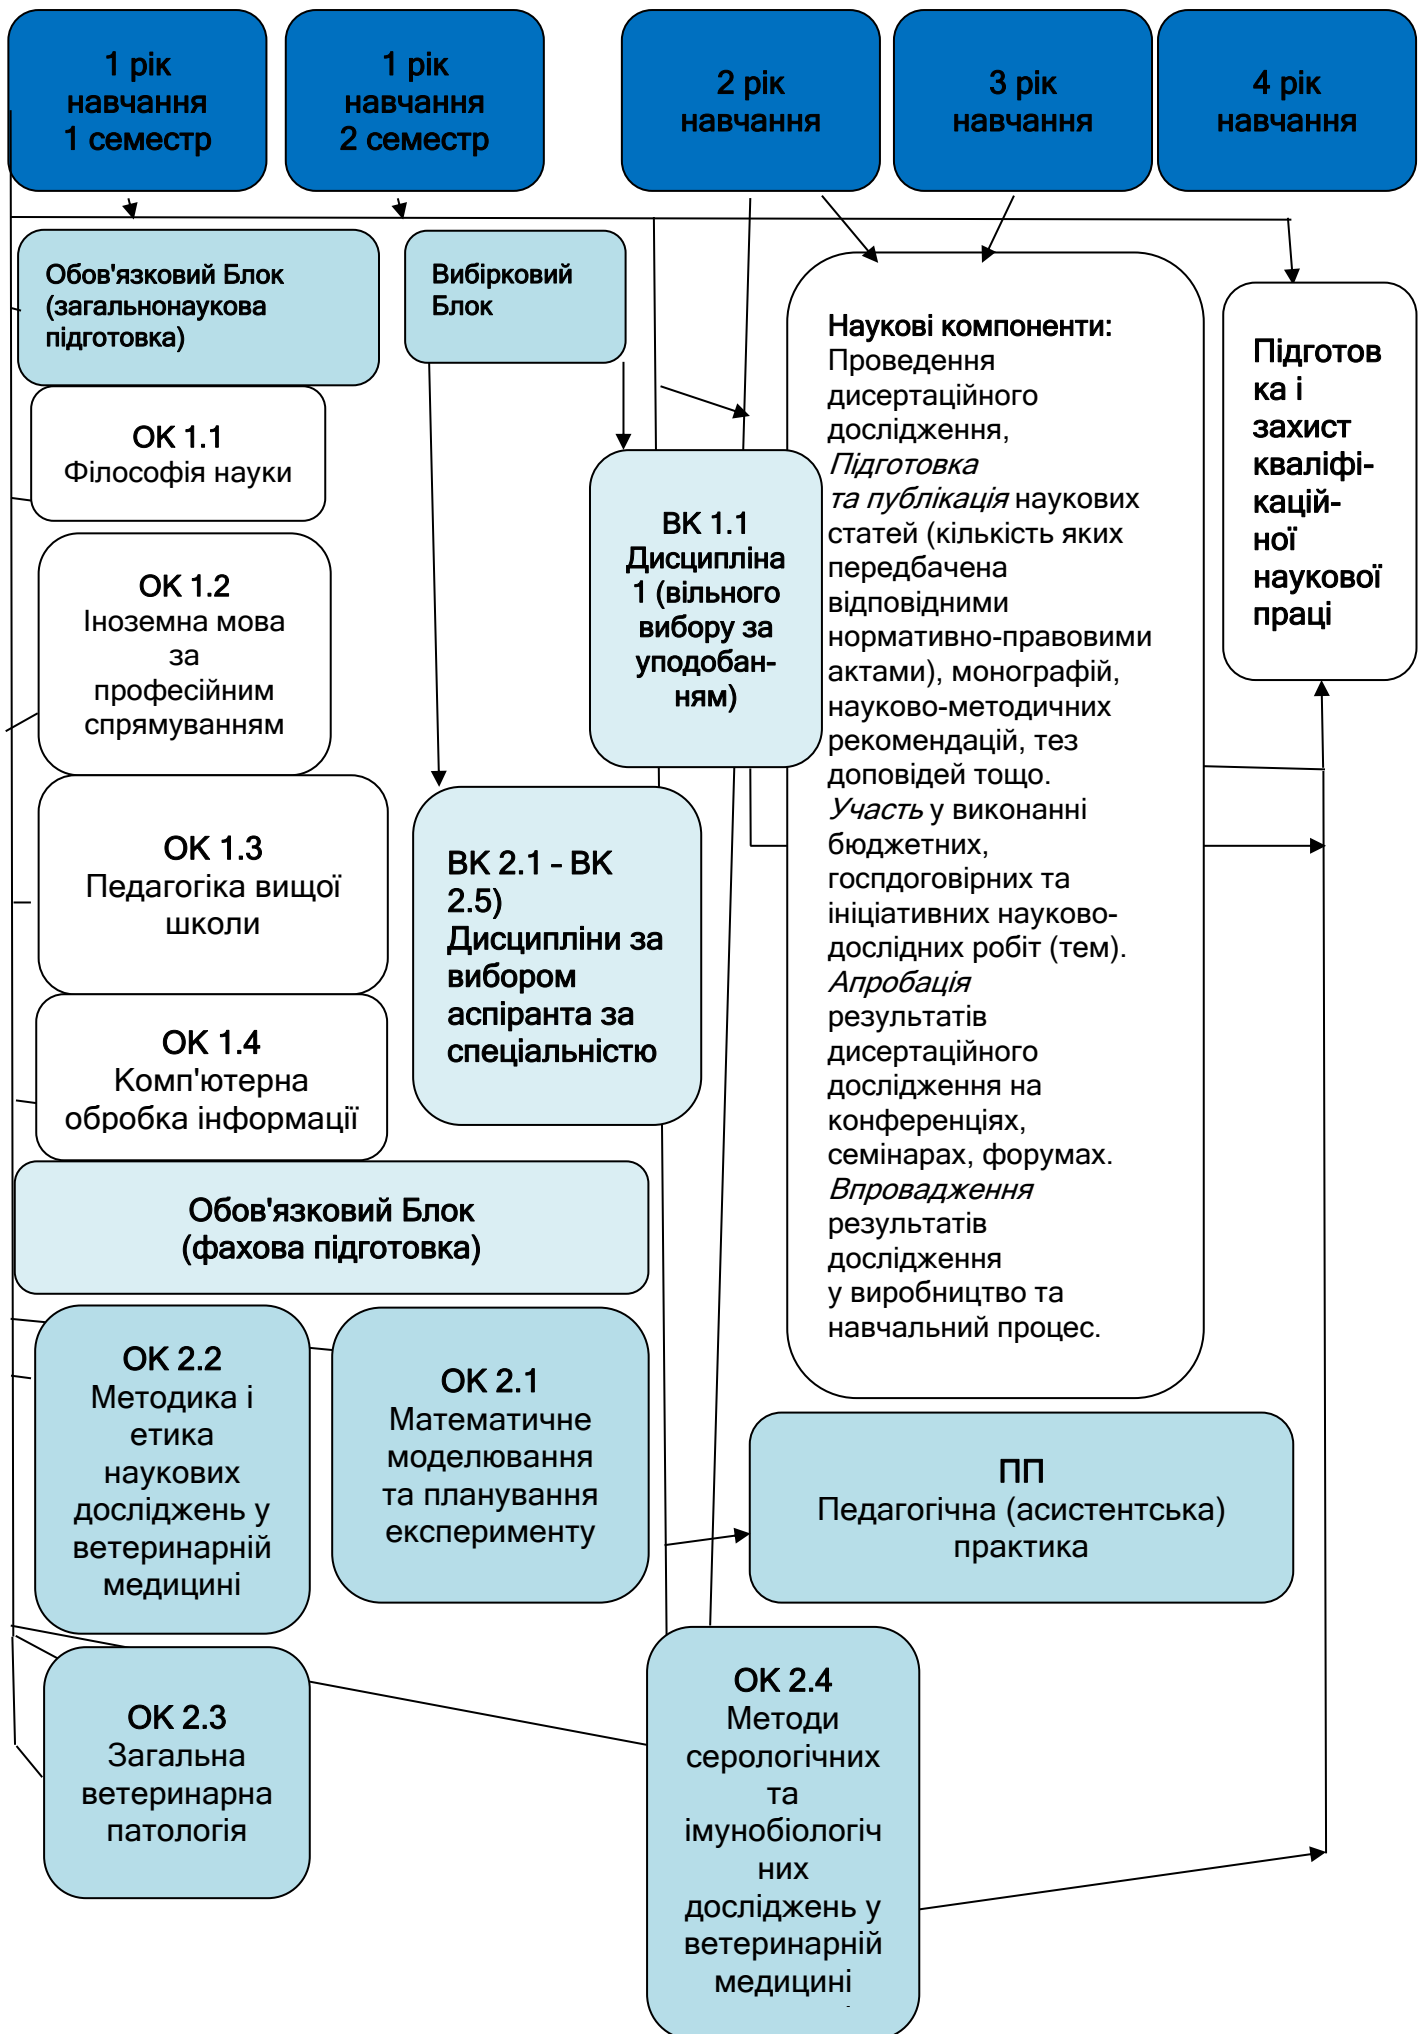 1 рік
навчання
1 семестр
1 рік
навчання
2 семестр
2 рік
навчання
3 рік
навчання
4 рік
навчання
Обов'язковий Блок
(загальнонаукова
підготовка)
Вибірковий
Блок
ОК 1.1
Філософія науки
ОК 1.2
Іноземна мова
за
професійним
спрямуванням
ОК 1.3
Педагогіка вищої
школи
ОК 1.4
Комп'ютерна
обробка інформації
ВК 1.1
Дисципліна
1 (вільного
вибору за
уподобан-
ням)
ВК 2.1 – ВК
2.5)
Дисципліни за
вибором
аспіранта за
спеціальністю
Наукові компоненти:
Проведення
дисертаційного
дослідження,
Підготовка
та публікація наукових
статей (кількість яких
передбачена
відповідними
нормативно-правовими
актами), монографій,
науково-методичних
рекомендацій, тез
доповідей тощо.
Участь у виконанні
бюджетних,
госпдоговірних та
ініціативних науково-
дослідних робіт (тем).
Апробація
результатів
дисертаційного
дослідження на
конференціях,
семінарах, форумах.
Впровадження
результатів
дослідження
у виробництво та
навчальний процес.
Підготов
ка і
захист
кваліфі-
кацій-
ної
наукової
праці
Обов'язковий Блок
(фахова підготовка)
ОК 2.2
Методика і
етика
наукових
досліджень у
ветеринарній
медицині
ОК 2.1
Математичне
моделювання
та планування
експерименту
ПП
Педагогічна (асистентська)
практика
ОК 2.3
Загальна
ветеринарна
патологія
ОК 2.4
Методи
серологічних
та
імунобіологіч
них
досліджень у
ветеринарній
медицині